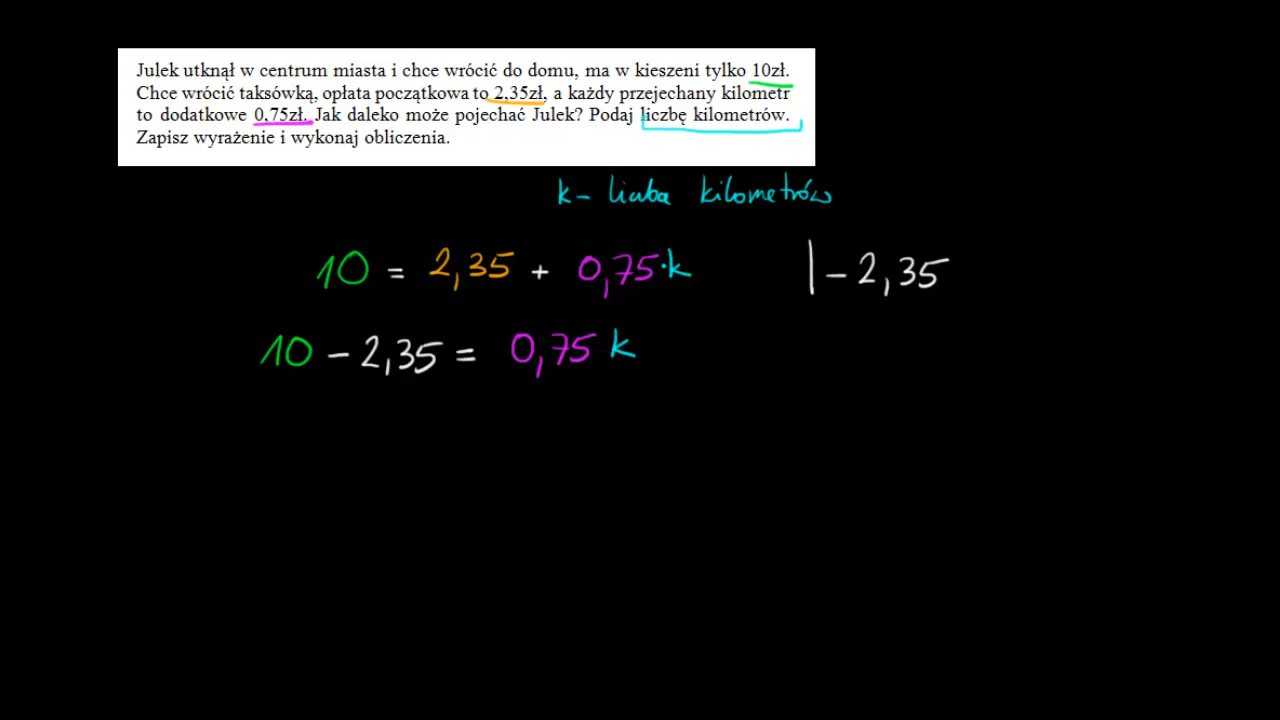 Julek utknął w centrum miasta i chce wrócić do domu, ma w kieszeni tylko 10zł.
Chce wrócić taksówką, opłata początkowa to 2,35zł, a każdy przejechany kilometr
to dodatkowe 0,75zł. Jak daleko może pojechać Julek? Podaj liczbę kilometrów.
Zapisz wyrażenie i wykonaj obliczenia.
k – liczba kilometrów
10 = 2,35 + 0,75·k | – 2,35
10 – 2,35 = 0,75 k